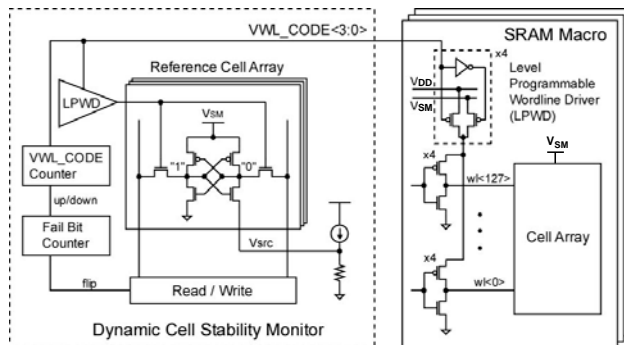 VWL_CODE<3:0>
SRAM Macro
Reference Cell Array
x4
Level
Programmable
Wordline Driver
(LPWD)
VDD
VSM
LPWD
VSM
"1"
"0"
VSM
VWL_CODE
Counter
x4
wl<127>
up/down
Fail Bit
Counter
Vsrc
Cell Array
x4
flip
Read / Write
wl<0>
Dynamic Cell Stability Monitor